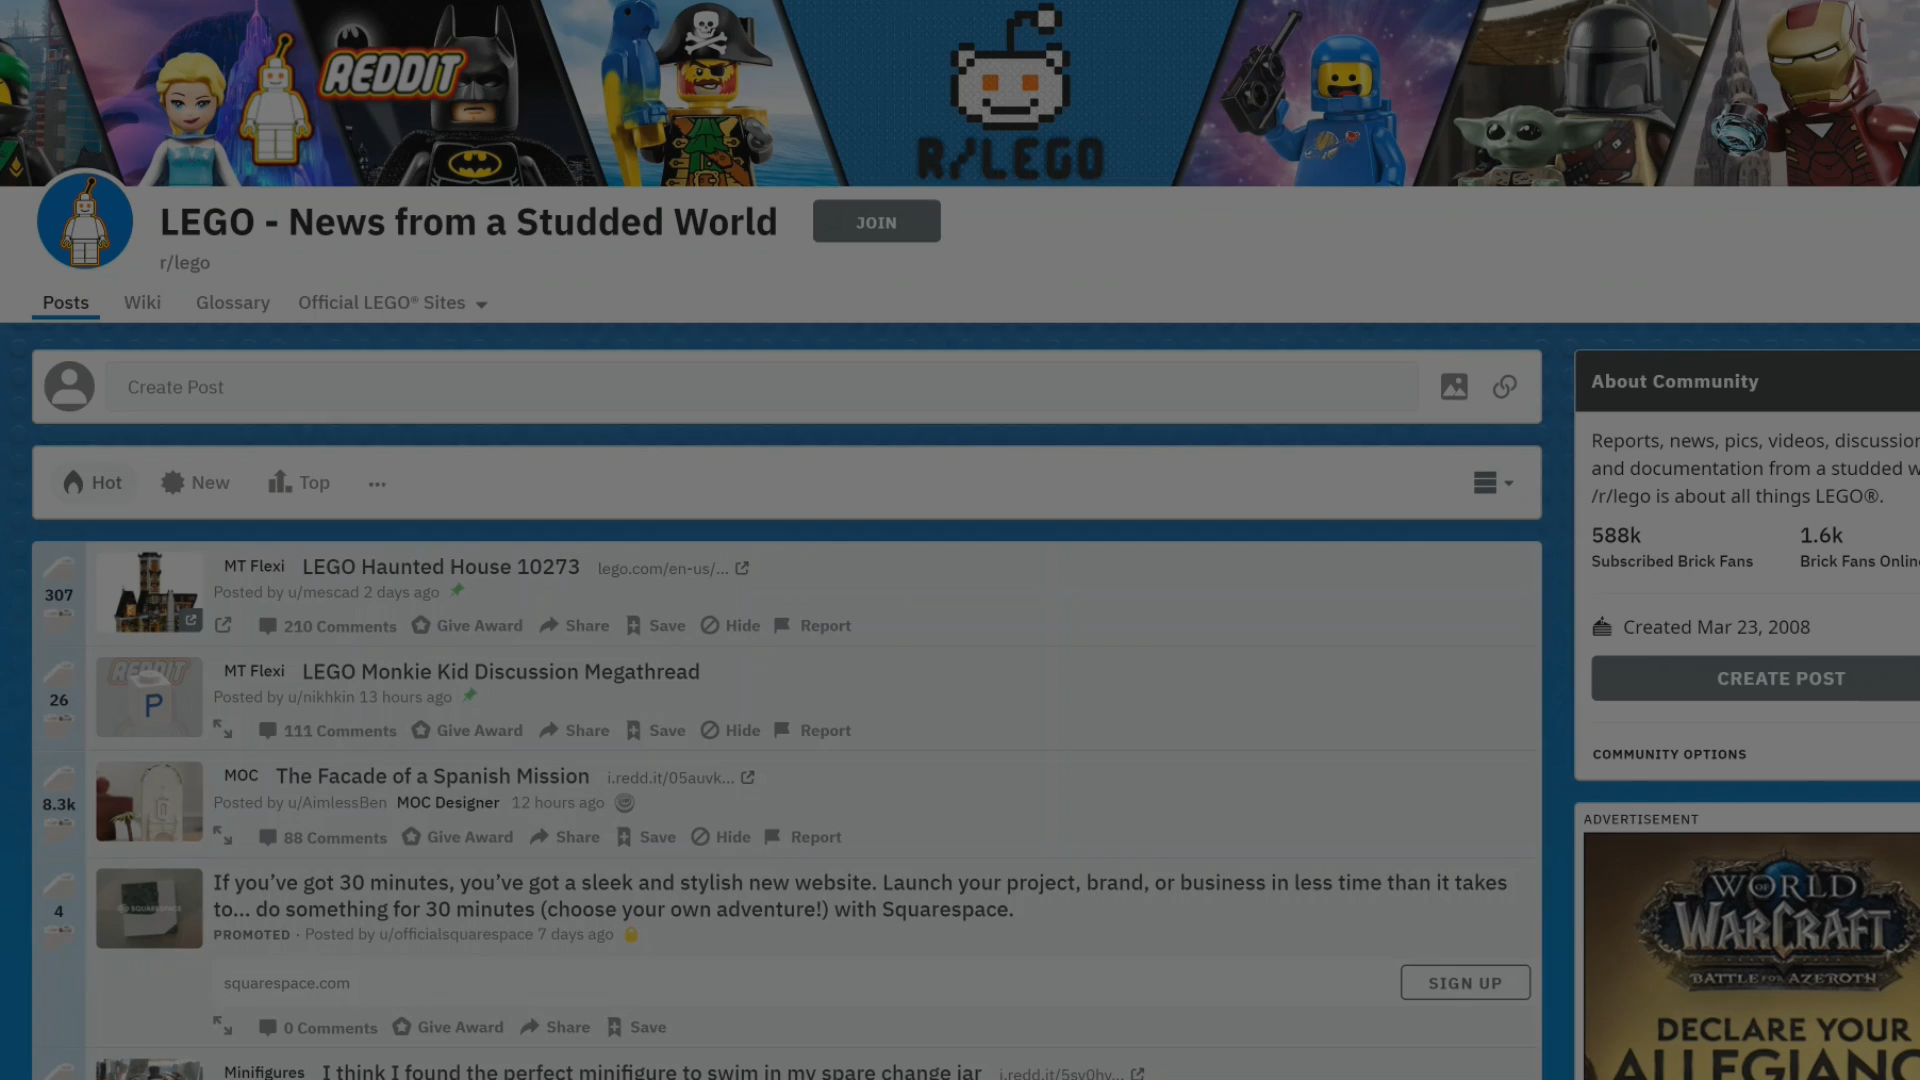 REDDIT
R/LEGO
LEGO - News from a Studded World
JOIN
r/lego
Posts Wiki Glossary Official LEGO® Sites
Create Post
Hot New Top ...
307
MT Flexi LEGO Haunted House 10273 lego.com/en-us/...
Posted by u/mescad 2 days ago
210 Comments Give Award Share Save Hide Report
26
REDDIT
P
MT Flexi LEGO Monkie Kid Discussion Megathread
Posted by u/nikhkin 13 hours ago
111 Comments Give Award Share Save Hide Report
8.3k
MOC The Facade of a Spanish Mission i.redd.it/05auvk...
Posted by u/AimlessBen MOC Designer 12 hours ago
88 Comments Give Award Share Save Hide Report
4
SQUARESPACE
If you’ve got 30 minutes, you’ve got a sleek and stylish new website. Launch your project, brand, or business in less time than it takes
to... do something for 30 minutes (choose your own adventure!) with Squarespace.
PROMOTED · Posted by u/officialsquarespace 7 days ago
squarespace.com
SIGN UP
0 Comments Give Award Share Save
Minifigures I think I found the perfect minifigure to swim in my spare change jar i.redd.it/5sv0hv...
About Community
Reports, news, pics, videos, discussion
and documentation from a studded w
/r/lego is about all things LEGO®.
588k 1.6k
Subscribed Brick Fans Brick Fans Online
Created Mar 23, 2008
CREATE POST
COMMUNITY OPTIONS
ADVERTISEMENT
WORLD
OF
WARCRAFT
BATTLE FOR AZEROTH
DECLARE YOUR
ALLEGIANC